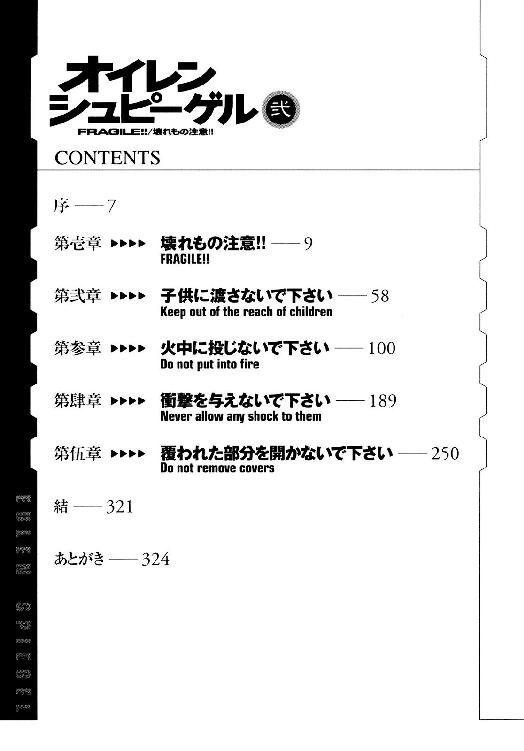 オイレン
シュピーゲル 弐
FRAGILE!!/壊れもの注意!!
CONTENTS
序 ── 7
第壱章 ▶▶▶▶ 壊れもの注意!! ── 9
FRAGILE!!
第弐章 ▶▶▶▶ 子供に渡さないで下さい ── 58
Keep out of the reach of children
第参章 ▶▶▶▶ 火中に投じないで下さい ── 100
Do not put into fire
第肆章 ▶▶▶▶ 衝撃を与えないで下さい ── 189
Never allow any shock to them
第伍章 ▶▶▶▶ 覆われた部分を開かないで下さい ── 250
Do not remove covers
結 ── 321
あとがき ── 324